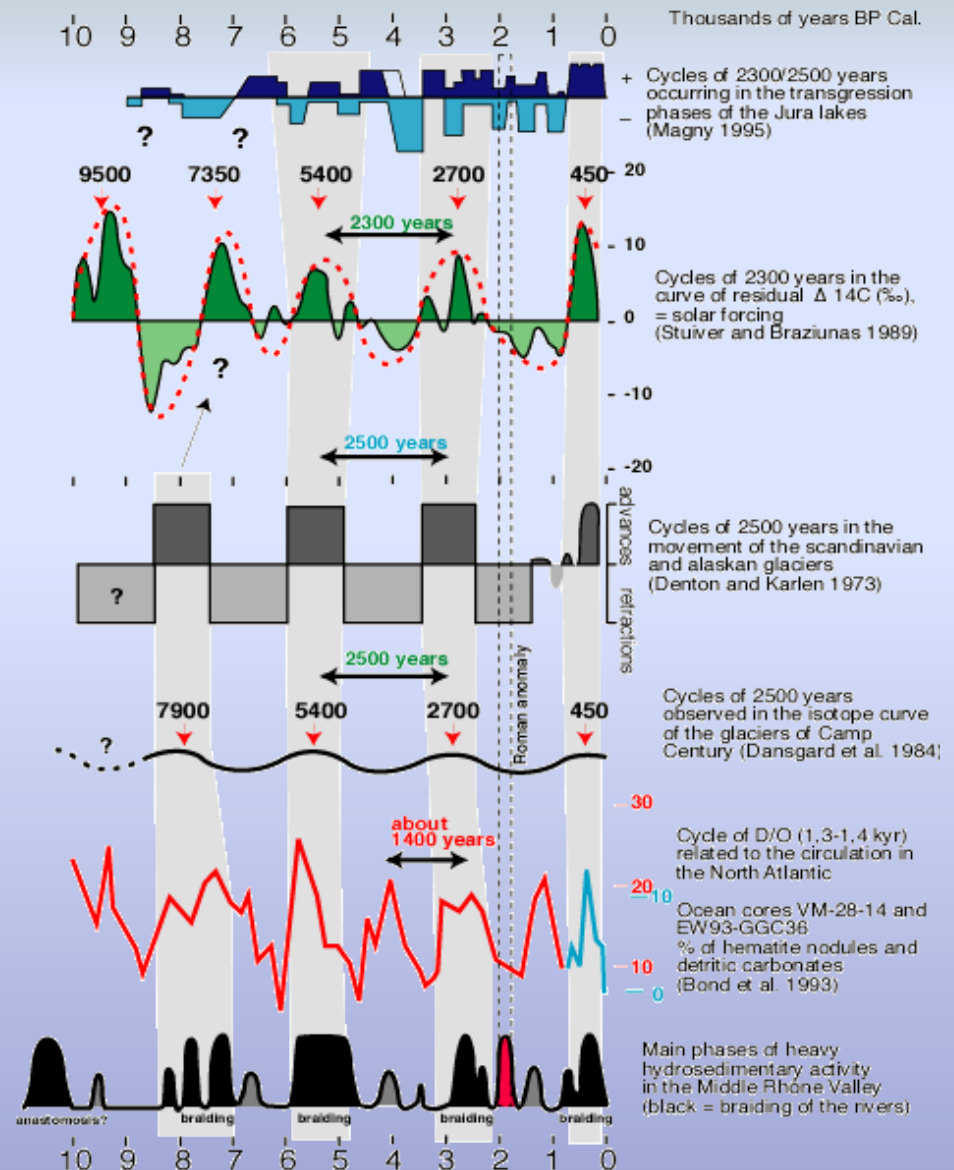 Thousands of years BP Cal.
10 9 8 7 6 5 4 3 2 1 0
+
–
Cycles of 2300/2500 years
occurring in the transgression
phases of the Jura lakes
(Magny 1995)
? ?
9500 7350 5400 2700 450
20
10
0
-10
-20
2300 years
Cycles of 2300 years in the
curve of residual Δ 14C (‰),
= solar forcing
(Stuiver and Braziunas 1989)
?
2500 years
advances
retractions
?
Cycles of 2500 years in the
movement of the scandinavian
and alaskan glaciers
(Denton and Karlen 1973)
2500 years
Roman anomaly
7900 5400 2700 450
?
Cycles of 2500 years
observed in the isotope curve
of the glaciers of Camp
Century (Dansgard et al. 1984)
about
1400 years
30
20
10
10
0
Cycle of D/O (1,3-1,4 kyr)
related to the circulation in
the North Atlantic
Ocean cores VM-28-14 and
EW93-GGC36
% of hematite nodules and
detritic carbonates
(Bond et al. 1993)
Main phases of heavy
hydrosedimentary activity
in the Middle Rhône Valley
(black = braiding of the rivers)
anastomosis? braiding braiding braiding braiding
10 9 8 7 6 5 4 3 2 1 0